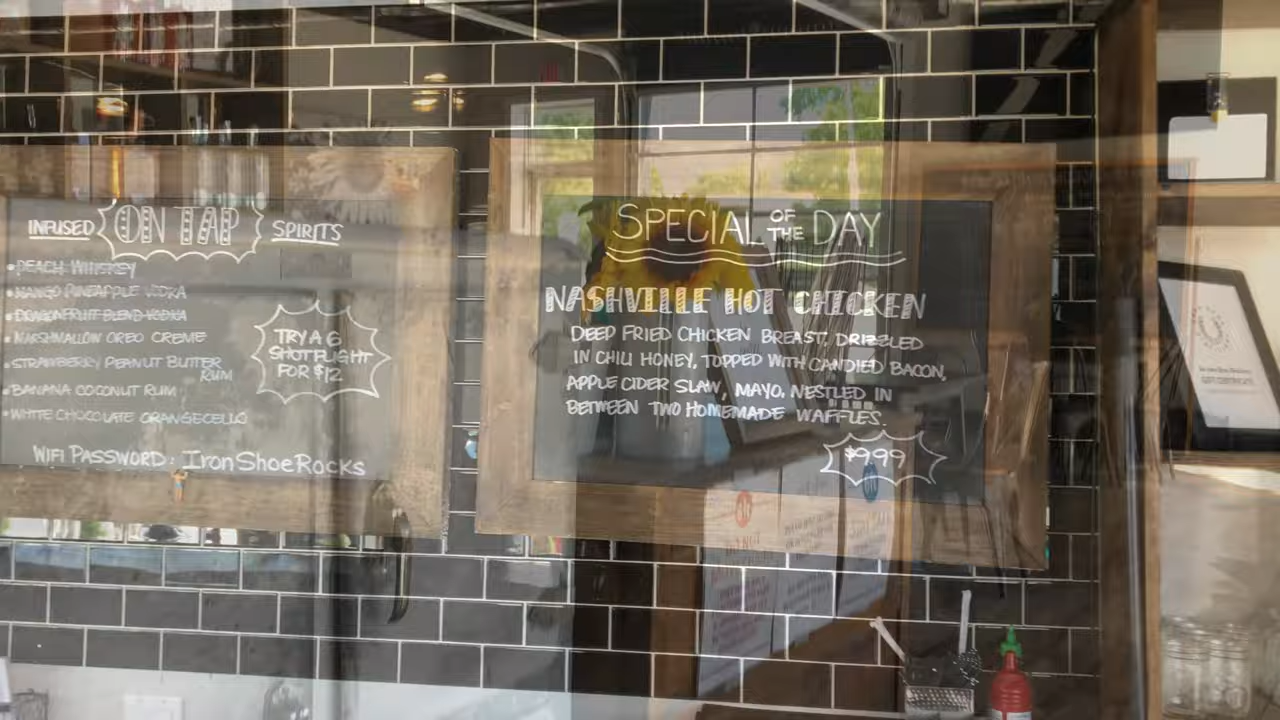 INFUSED ON TAP SPIRITS
• PEACH WHISKEY
• MANGO PINEAPPLE VODKA
• DRAGONFRUIT BLEND VODKA
• MARSHMALLOW OREO CREME
• STRAWBERRY PEANUT BUTTER
RUM
• BANANA COCONUT RUM
• WHITE CHOCOLATE ORANGECELLO
TRY A 6
SHOT FLIGHT
FOR $12
WIFI PASSWORD: IronShoeRocks
SPECIAL OF THE DAY
NASHVILLE HOT CHICKEN
DEEP FRIED CHICKEN BREAST, DRIZZLED
IN CHILI HONEY, TOPPED WITH CANDIED BACON,
APPLE CIDER SLAW, MAYO, NESTLED IN
BETWEEN TWO HOMEMADE WAFFLES.
$9.99
GIFT CERTIFICATE